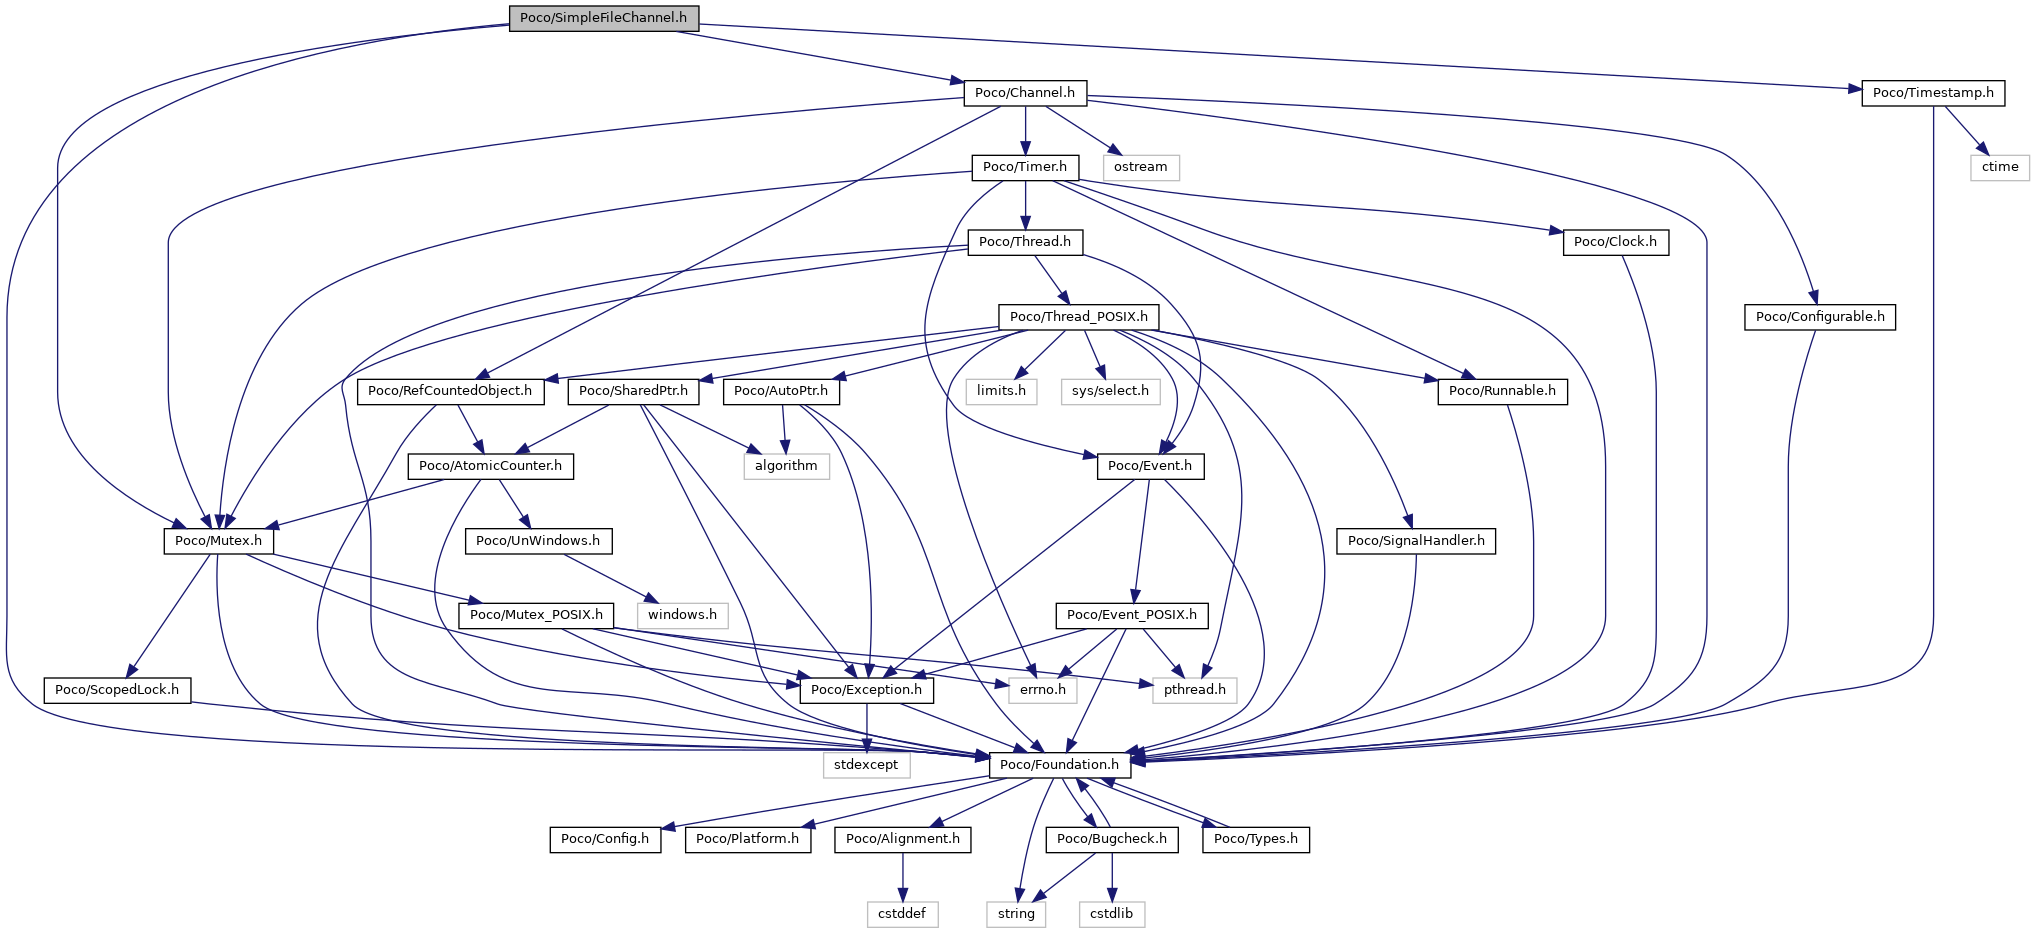 Poco/SimpleFileChannel.h
Poco/Channel.h
Poco/Timestamp.h
Poco/Timer.h
ostream
ctime
Poco/Thread.h
Poco/Clock.h
Poco/Thread_POSIX.h
Poco/Configurable.h
Poco/RefCountedObject.h
Poco/SharedPtr.h
Poco/AutoPtr.h
limits.h
sys/select.h
Poco/Runnable.h
Poco/AtomicCounter.h
algorithm
Poco/Event.h
Poco/Mutex.h
Poco/UnWindows.h
Poco/SignalHandler.h
Poco/Mutex_POSIX.h
windows.h
Poco/Event_POSIX.h
Poco/ScopedLock.h
Poco/Exception.h
errno.h
pthread.h
stdexcept
Poco/Foundation.h
Poco/Config.h
Poco/Platform.h
Poco/Alignment.h
Poco/Bugcheck.h
Poco/Types.h
cstddef
string
cstdlib